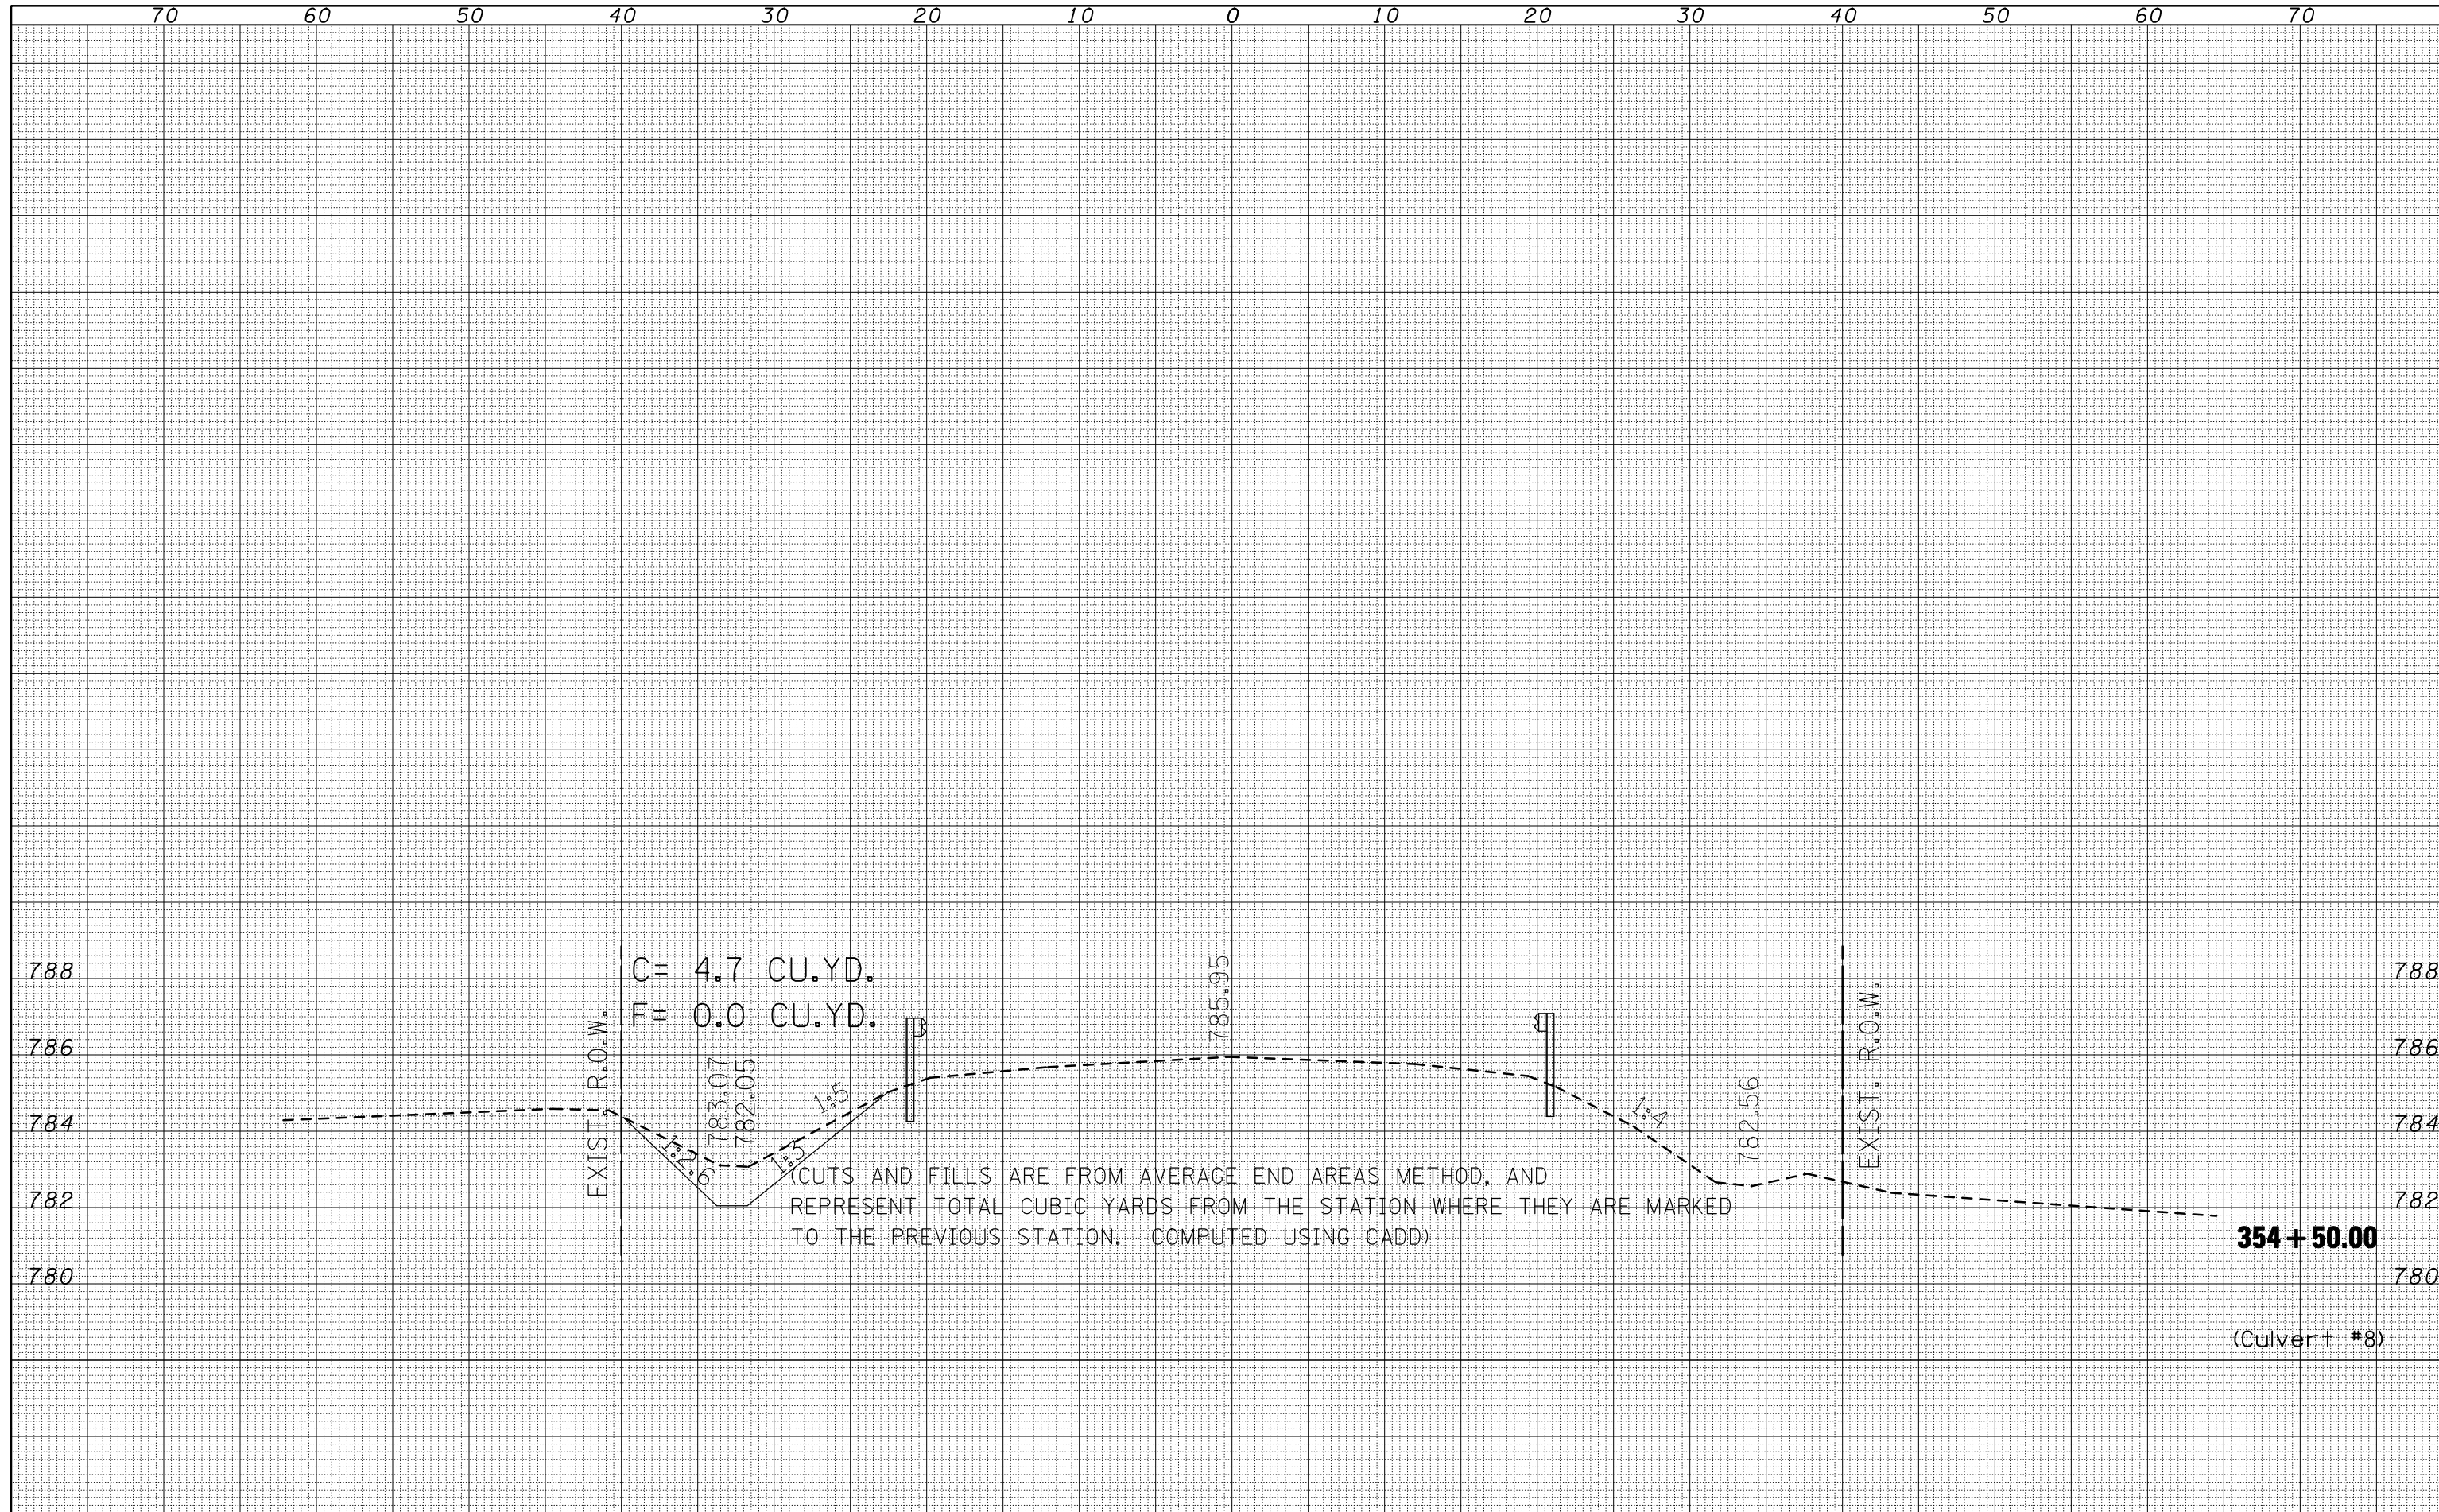 70 60 50 40 30 20 10 0 10 20 30 40 50 60 70
788 C= 4.7 CU.YD. 785.95 788
F= 0.0 CU.YD.
EXIST. R.O.W. EXIST. R.O.W.
786 786
783.07 782.05 1:5 782.56
784 1:4 784
1:2.6 1:3
(CUTS AND FILLS ARE FROM AVERAGE END AREAS METHOD, AND
782 REPRESENT TOTAL CUBIC YARDS FROM THE STATION WHERE THEY ARE MARKED 782
TO THE PREVIOUS STATION. COMPUTED USING CADD)
354+50.00
780 780
(Culvert #8)